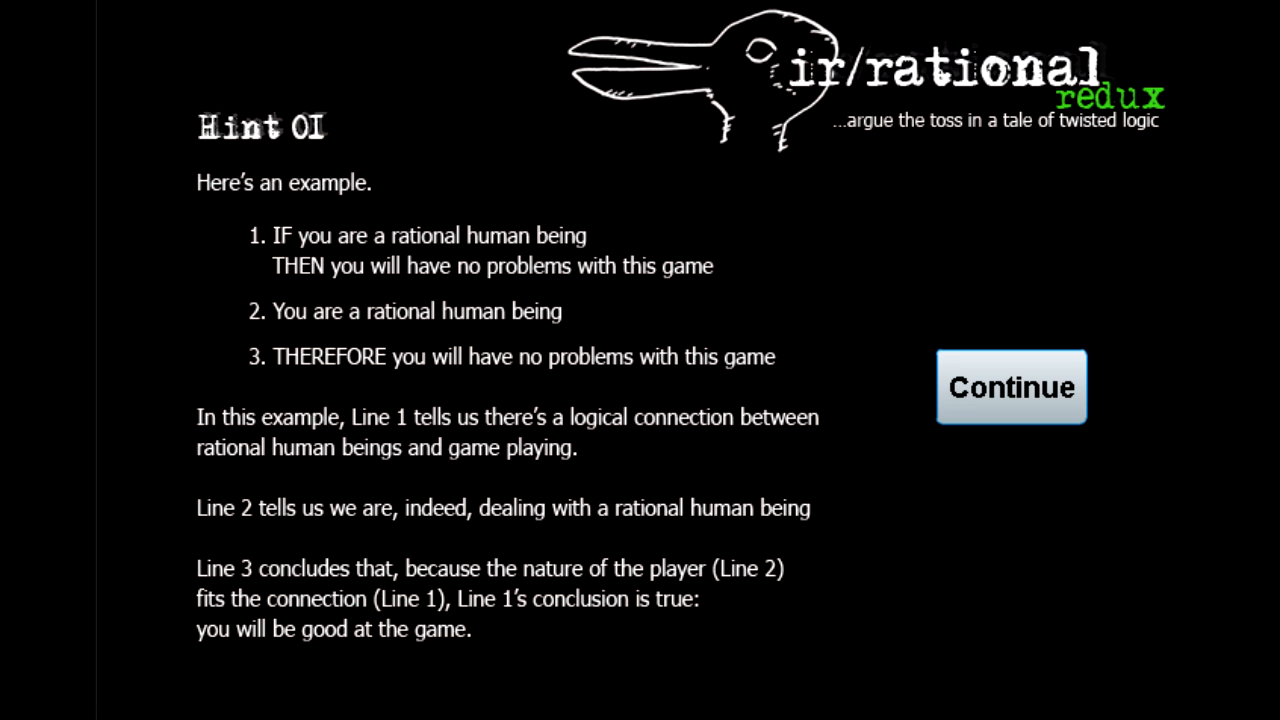 ir/rational
redux
...argue the toss in a tale of twisted logic
Hint 01
Here's an example.
1. IF you are a rational human being
THEN you will have no problems with this game
2. You are a rational human being
3. THEREFORE you will have no problems with this game
Continue
In this example, Line 1 tells us there's a logical connection between
rational human beings and game playing.
Line 2 tells us we are, indeed, dealing with a rational human being
Line 3 concludes that, because the nature of the player (Line 2)
fits the connection (Line 1), Line 1's conclusion is true:
you will be good at the game.